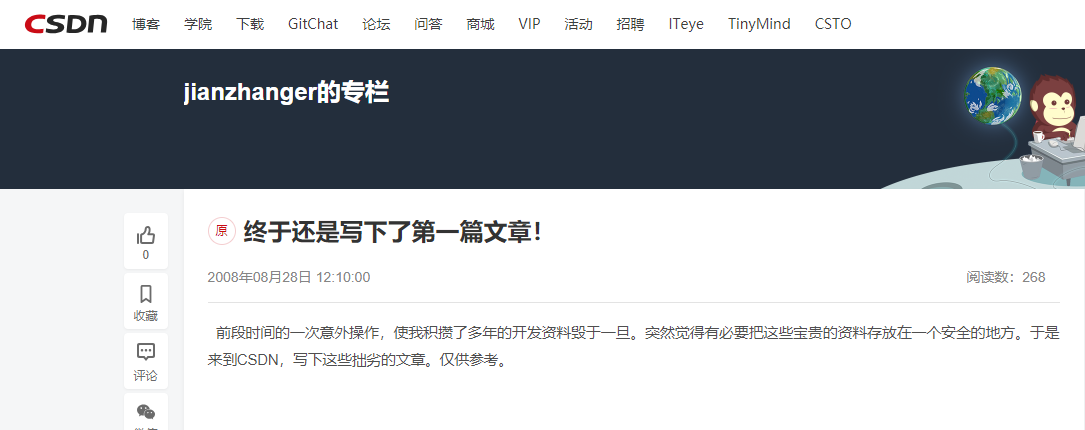 CSDN 博客 学院 下载 GitChat 论坛 问答 商城 VIP 活动 招聘 ITeye TinyMind CSTO
jianzhanger的专栏
原 终于还是写下了第一篇文章！
2008年08月28日 12:10:00 阅读数：268
前段时间的一次意外操作，使我积攒了多年的开发资料毁于一旦。突然觉得有必要把这些宝贵的资料存放在一个安全的地方。于是
来到CSDN，写下这些拙劣的文章。仅供参考。
0
收藏
评论